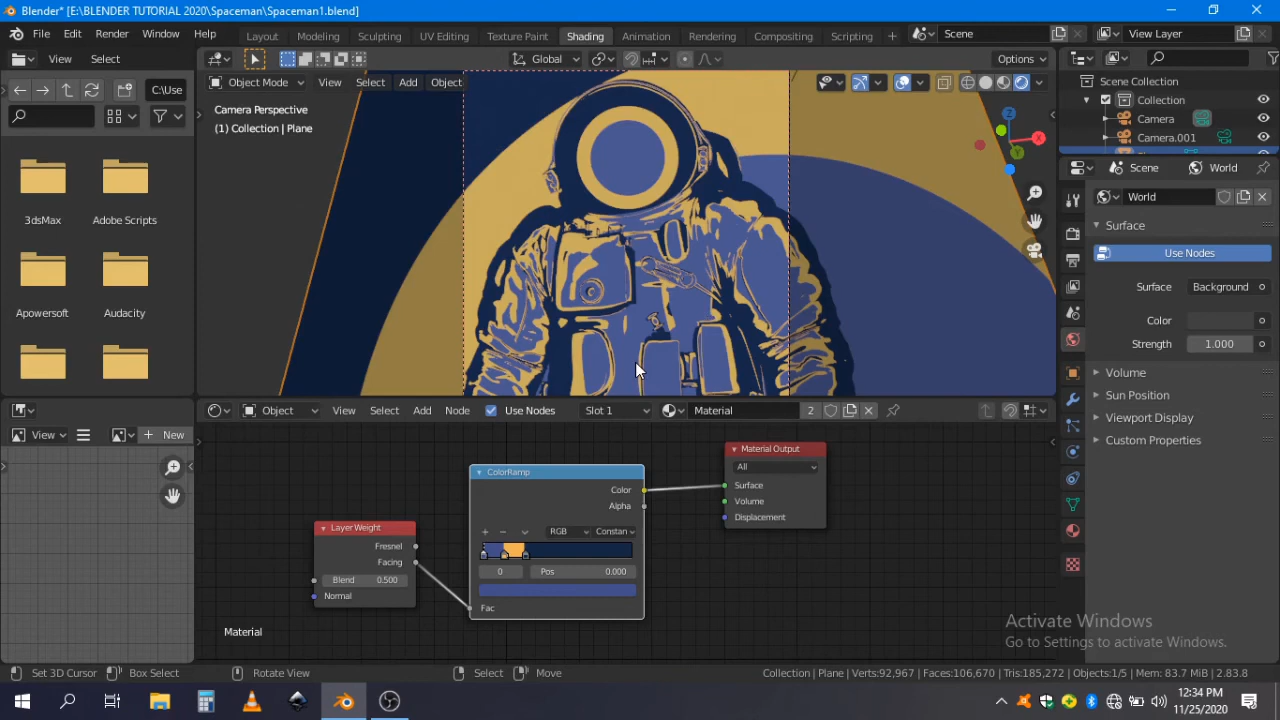 Blender* [E:\BLENDER TUTORIAL 2020\Spaceman\Spaceman1.blend]
File Edit Render Window Help Layout Modeling Sculpting UV Editing Texture Paint Shading Animation Rendering Compositing Scripting + Scene View Layer
View Select Global Options
C:\Use Object Mode View Select Add Object
Camera Perspective
(1) Collection | Plane
3dsMax Adobe Scripts
Apowersoft Audacity
Scene Collection
Collection
Camera
Camera.001
Scene World
World
Surface
Use Nodes
Surface Background
Color
Strength 1.000
Volume
Sun Position
Viewport Display
Custom Properties
Object View Select Add Node Use Nodes Slot 1 Material 2
View + New
Material Output
All
Surface
Volume
Displacement
ColorRamp
Color
Alpha
RGB Constan
0 Pos 0.000
Fac
Layer Weight
Fresnel
Facing
Blend 0.500
Normal
Material
Activate Windows
Go to Settings to activate Windows.
Set 3D Cursor Box Select Rotate View Select Move Collection | Plane | Verts:92,967 | Faces:106,670 | Tris:185,272 | Objects:1/5 | Mem: 83.7 MiB | 2.83.8
12:34 PM
11/25/2020